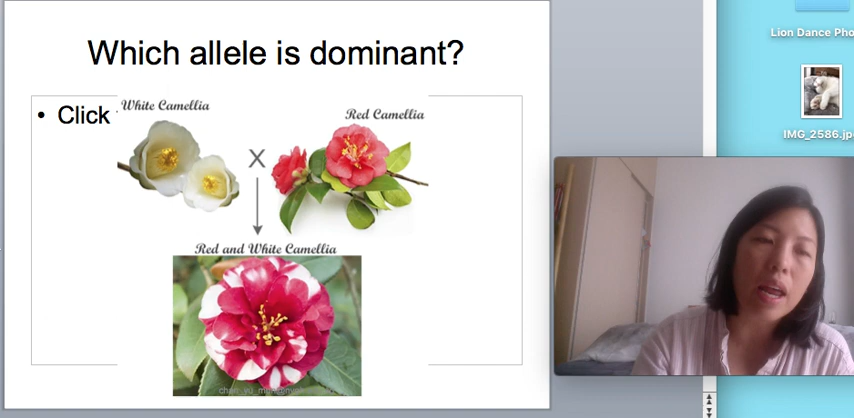 Which allele is dominant?
• Click
White Camellia
Red Camellia
X
Red and White Camellia
Lion Dance Pho
IMG_2586.jp